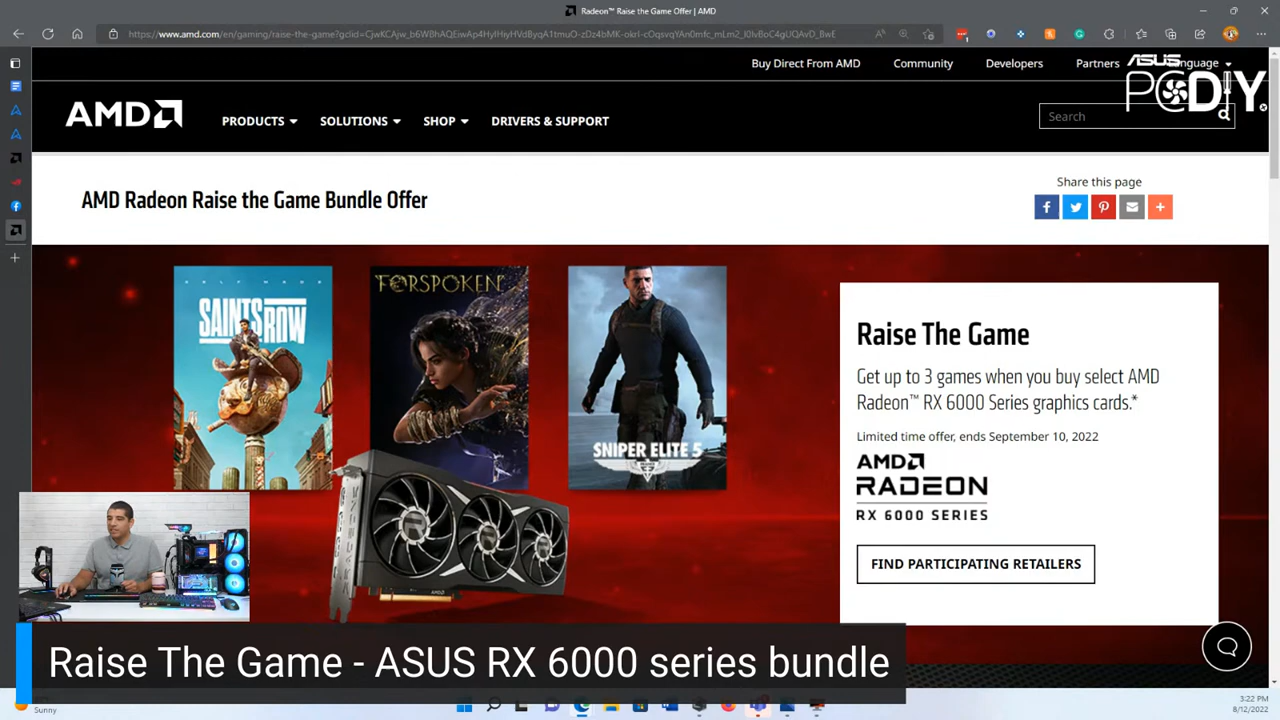 Radeon™ Raise the Game Offer | AMD
Buy Direct From AMD
Community
Developers
Partners
Language
ASUS
PCDIY
AMD
PRODUCTS
SOLUTIONS
SHOP
DRIVERS & SUPPORT
Search
AMD Radeon Raise the Game Bundle Offer
Share this page
SELF MADE
SAINTS ROW
FORSPOKEN
SNIPER ELITE 5
Raise The Game
Get up to 3 games when you buy select AMD
Radeon™ RX 6000 Series graphics cards.*
Limited time offer, ends September 10, 2022
AMD
RADEON
RX 6000 SERIES
FIND PARTICIPATING RETAILERS
Raise The Game - ASUS RX 6000 series bundle
Sunny
3:22 PM
8/12/2022